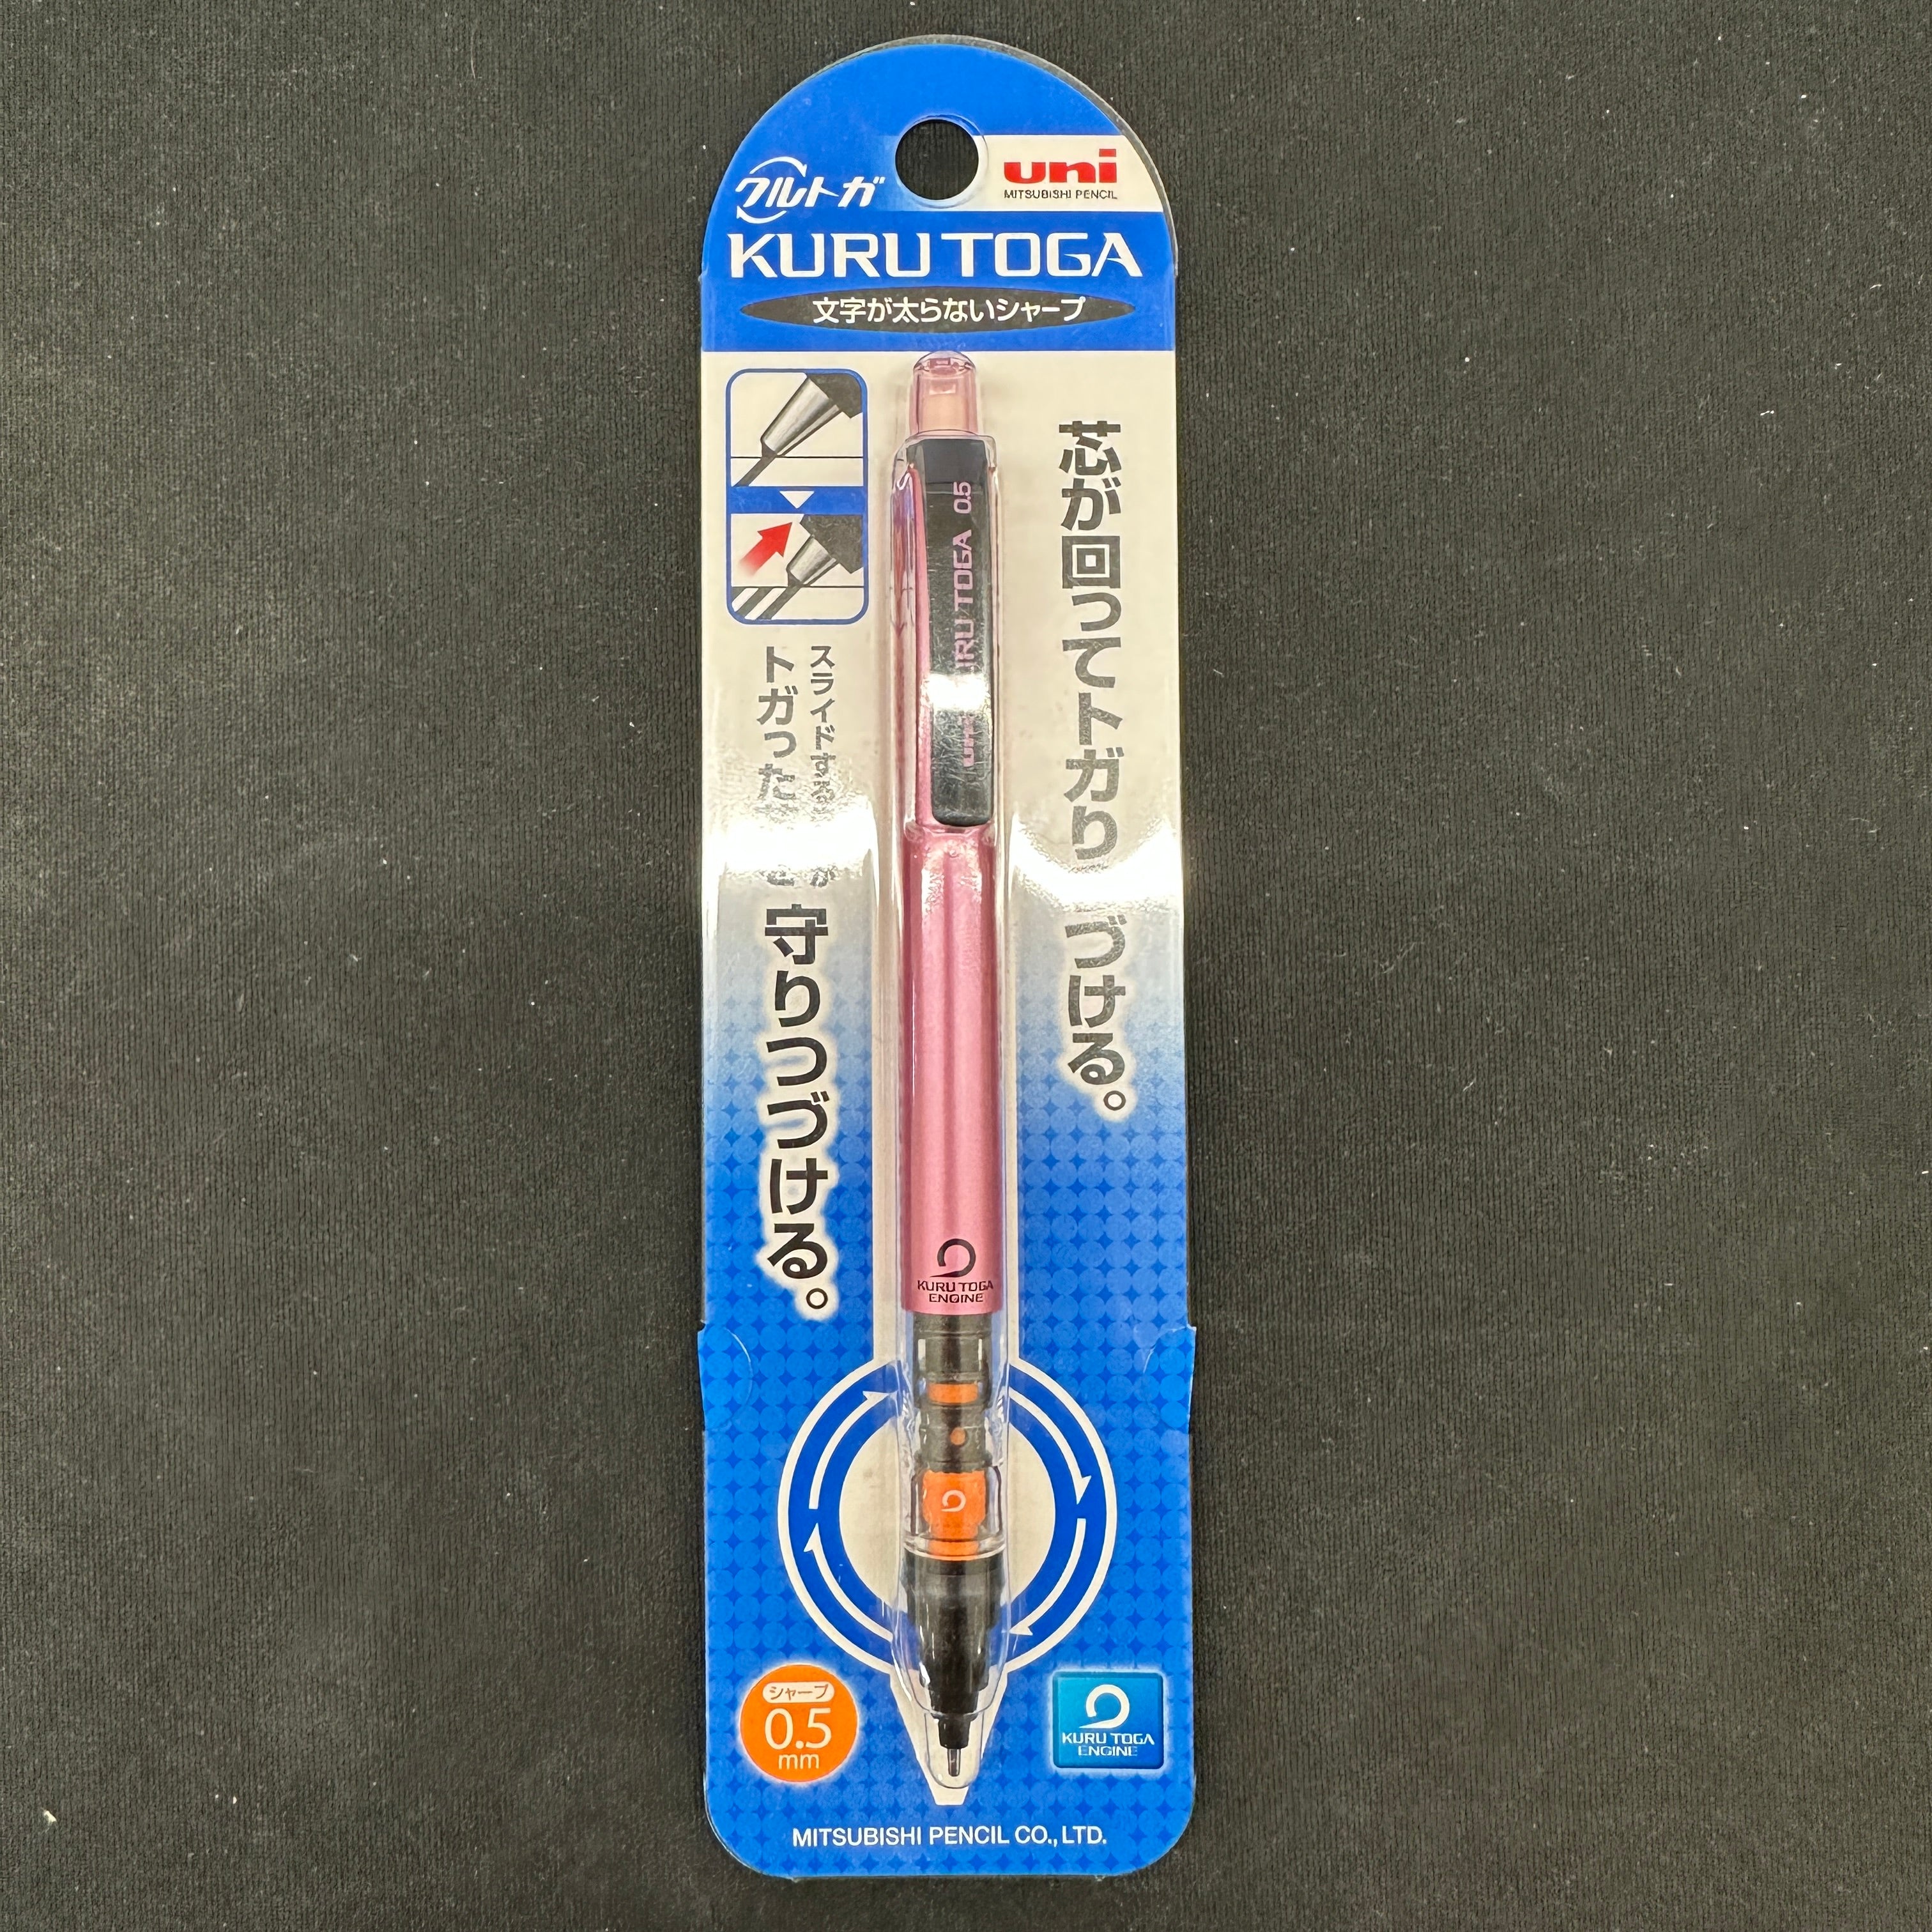 クルトガ
uni
MITSUBISHI PENCIL
KURU TOGA
文字が太らないシャープ
芯が回ってトガり づける。
スライドする が
トガった
守りつづける。
URU TOGA 0.5
KURU TOGA
ENGINE
シャープ
0.5
mm
KURU TOGA
ENGINE
MITSUBISHI PENCIL CO., LTD.